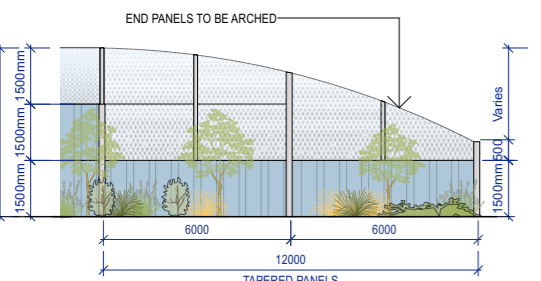 END PANELS TO BE ARCHED
1500mm
1500mm
1500mm
Varies
500
1500mm
6000
6000
12000
TAPERED PANELS